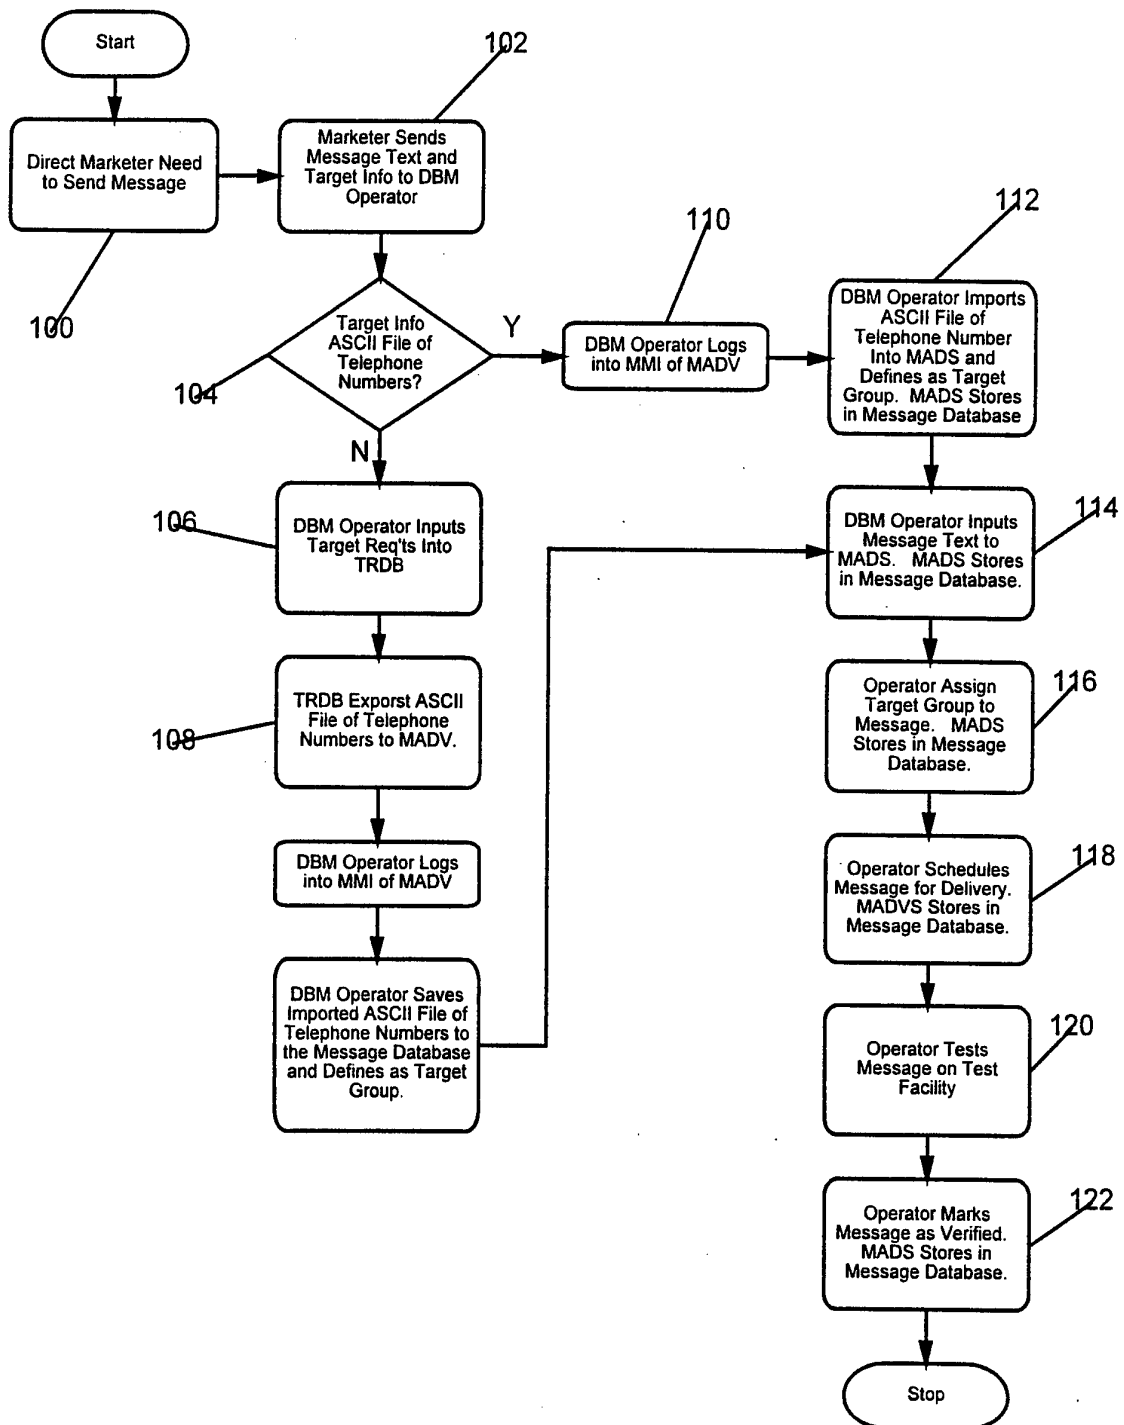 Start
102
Direct Marketer Need
to Send Message
Marketer Sends
Message Text and
Target Info to DBM
Operator
100
Target Info
ASCII File of
Telephone
Numbers?
104
Y
N
110
DBM Operator Logs
into MMI of MADV
112
DBM Operator Imports
ASCII File of
Telephone Number
Into MADS and
Defines as Target
Group. MADS Stores
in Message Database
106
DBM Operator Inputs
Target Req'ts Into
TRDB
108
TRDB Exporst ASCII
File of Telephone
Numbers to MADV.
DBM Operator Logs
into MMI of MADV
DBM Operator Saves
Imported ASCII File of
Telephone Numbers to
the Message Database
and Defines as Target
Group.
114
DBM Operator Inputs
Message Text to
MADS. MADS Stores
in Message Database.
116
Operator Assign
Target Group to
Message. MADS
Stores in Message
Database.
118
Operator Schedules
Message for Delivery.
MADVS Stores in
Message Database.
120
Operator Tests
Message on Test
Facility
122
Operator Marks
Message as Verified.
MADS Stores in
Message Database.
Stop